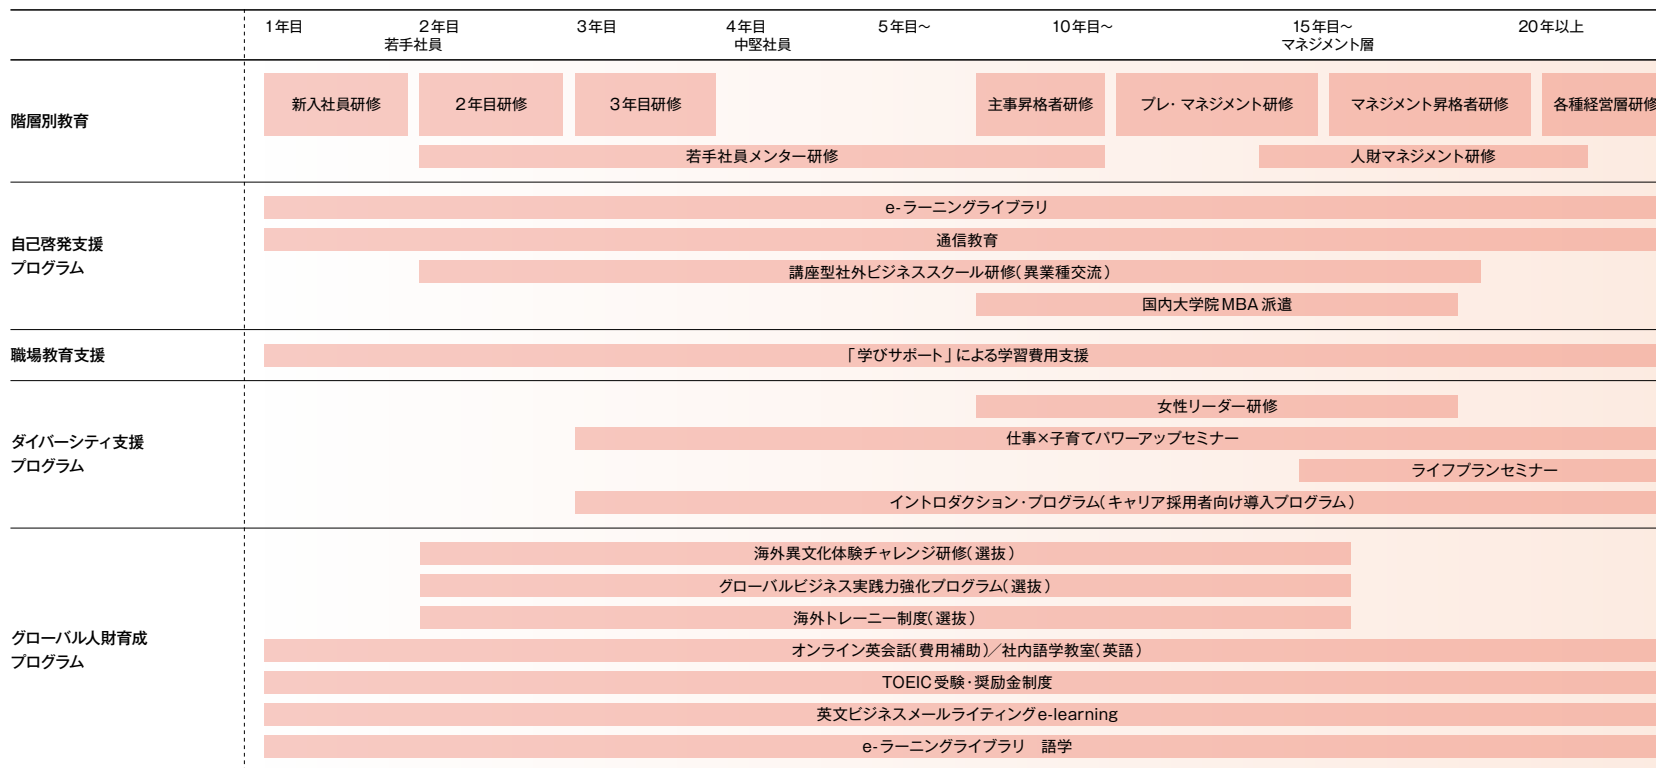 1年目 2年目 3年目 4年目 5年目～ 10年目～ 15年目～ 20年以上
若手社員 中堅社員 マネジメント層
階層別教育
新入社員研修 2年目研修 3年目研修 主事昇格者研修 プレ・マネジメント研修 マネジメント昇格者研修 各種経営層研修
若手社員メンター研修 人財マネジメント研修
自己啓発支援
プログラム
e-ラーニングライブラリ
通信教育
講座型社外ビジネススクール研修（異業種交流）
国内大学院MBA派遣
職場教育支援
「学びサポート」による学習費用支援
ダイバーシティ支援
プログラム
女性リーダー研修
仕事×子育てパワーアップセミナー
ライフプランセミナー
イントロダクション・プログラム（キャリア採用者向け導入プログラム）
グローバル人財育成
プログラム
海外異文化体験チャレンジ研修（選抜）
グローバルビジネス実践力強化プログラム（選抜）
海外トレーニー制度（選抜）
オンライン英会話（費用補助）／社内語学教室（英語）
TOEIC受験・奨励金制度
英文ビジネスメールライティングe-learning
e-ラーニングライブラリ　語学